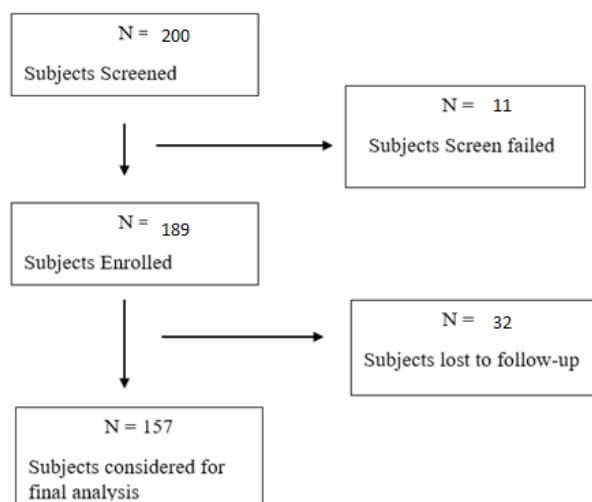 N = 200
Subjects Screened
N = 11
Subjects Screen failed
N = 189
Subjects Enrolled
N = 32
Subjects lost to follow-up
N = 157
Subjects considered for
final analysis